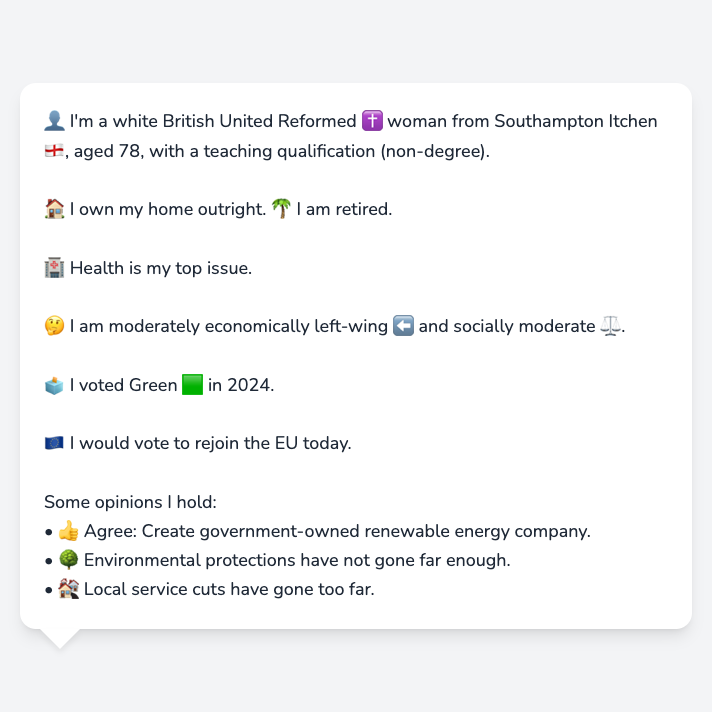 👤 I'm a white British United Reformed ✝️ woman from Southampton Itchen
🏴󠁧󠁢󠁥󠁮󠁧󠁿, aged 78, with a teaching qualification (non-degree).
🏠 I own my home outright. 🌴 I am retired.
🏥 Health is my top issue.
🤔 I am moderately economically left-wing ⬅️ and socially moderate ⚖️.
🗳️ I voted Green 🟩 in 2024.
🇪🇺 I would vote to rejoin the EU today.
Some opinions I hold:
• 👍 Agree: Create government-owned renewable energy company.
• 🌳 Environmental protections have not gone far enough.
• 🏘️ Local service cuts have gone too far.